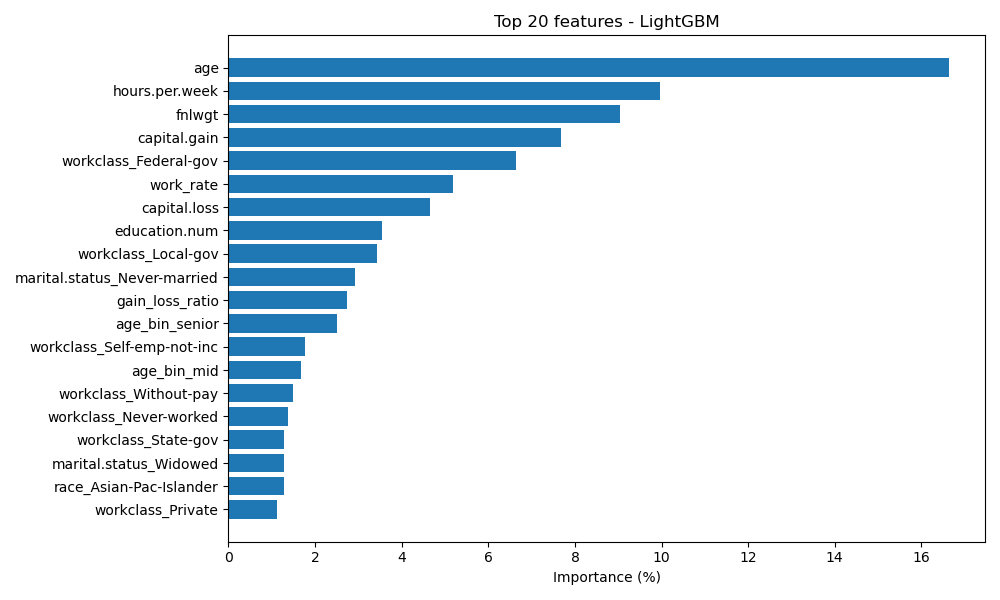 Top 20 features - LightGBM
age
hours.per.week
fnlwgt
capital.gain
workclass_Federal-gov
work_rate
capital.loss
education.num
workclass_Local-gov
marital.status_Never-married
gain_loss_ratio
age_bin_senior
workclass_Self-emp-not-inc
age_bin_mid
workclass_Without-pay
workclass_Never-worked
workclass_State-gov
marital.status_Widowed
race_Asian-Pac-Islander
workclass_Private
0 2 4 6 8 10 12 14 16
Importance (%)